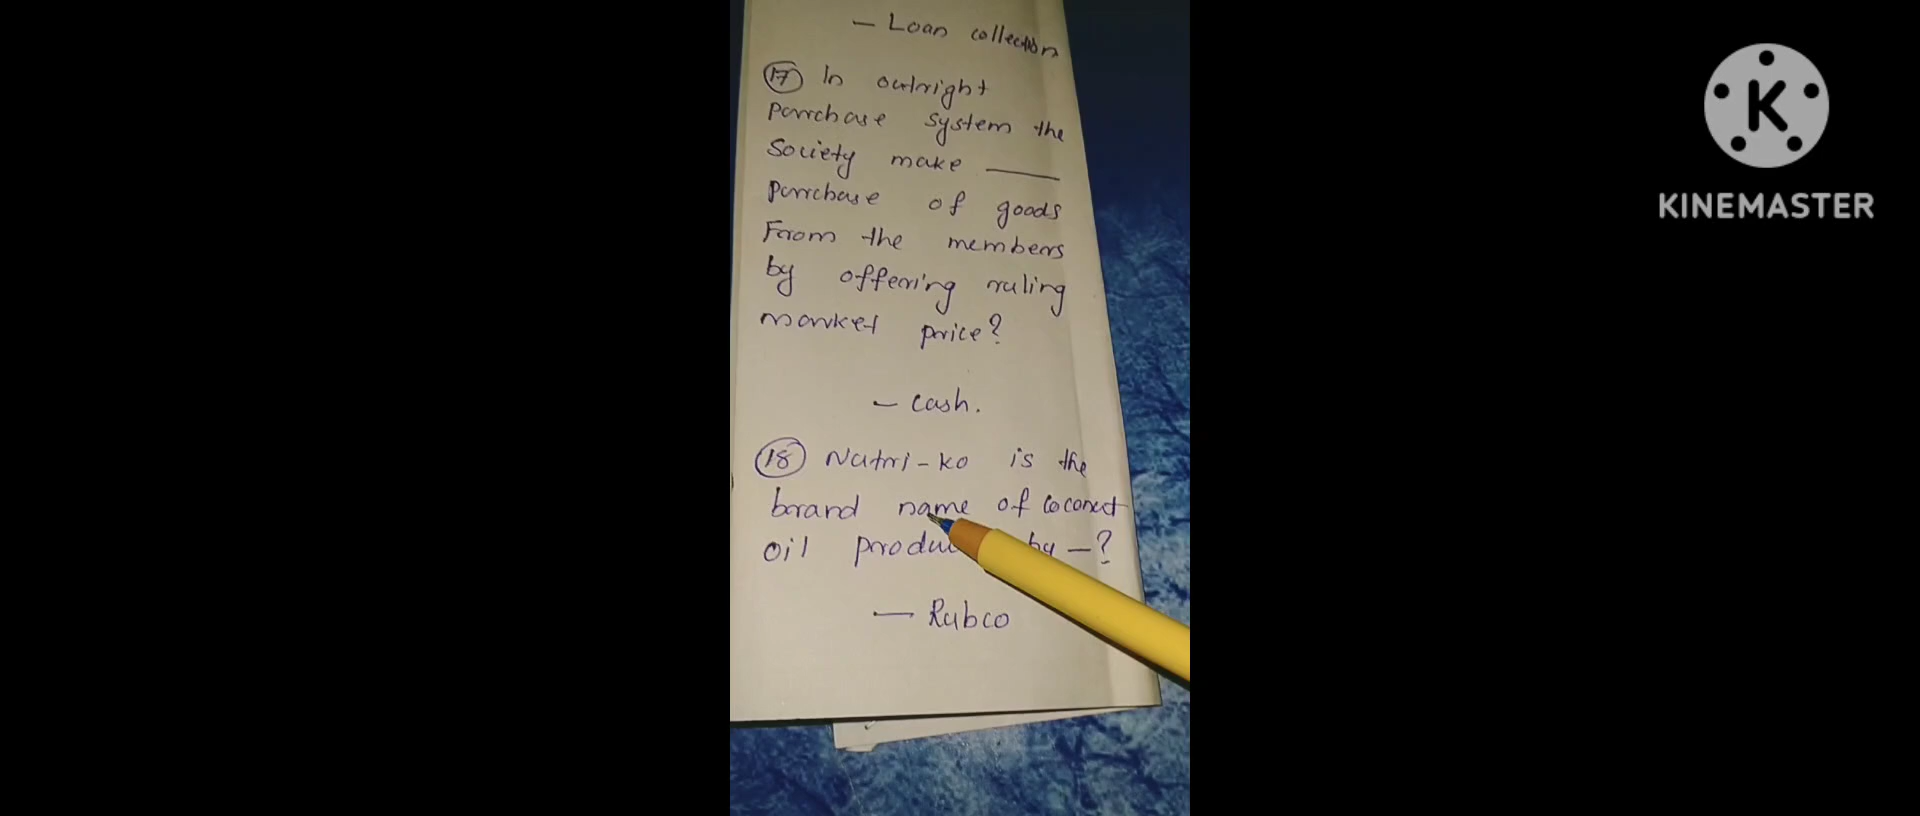 — Loan collection
17 In outright
purchase system the
Society make ____
purchase of goods
From the members
by offering ruling
market price?
— cash.
18 Nutri-ko is the
brand name of coconut
oil by — ?
— Rubco
K
KINEMASTER